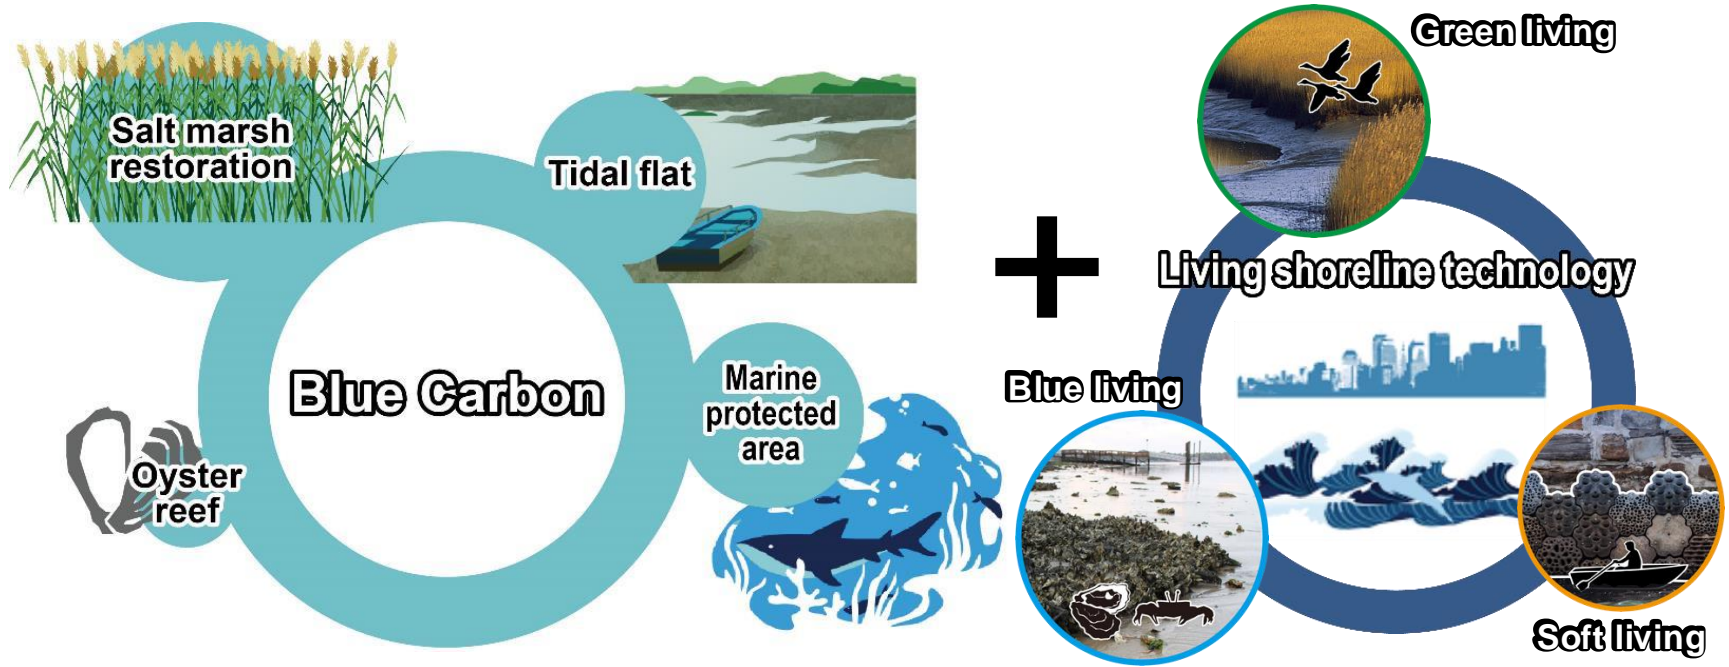 Salt marsh
restoration
Tidal flat
Blue Carbon
Marine
protected
area
Oyster
reef
+
Green living
Living shoreline technology
Blue living
Soft living